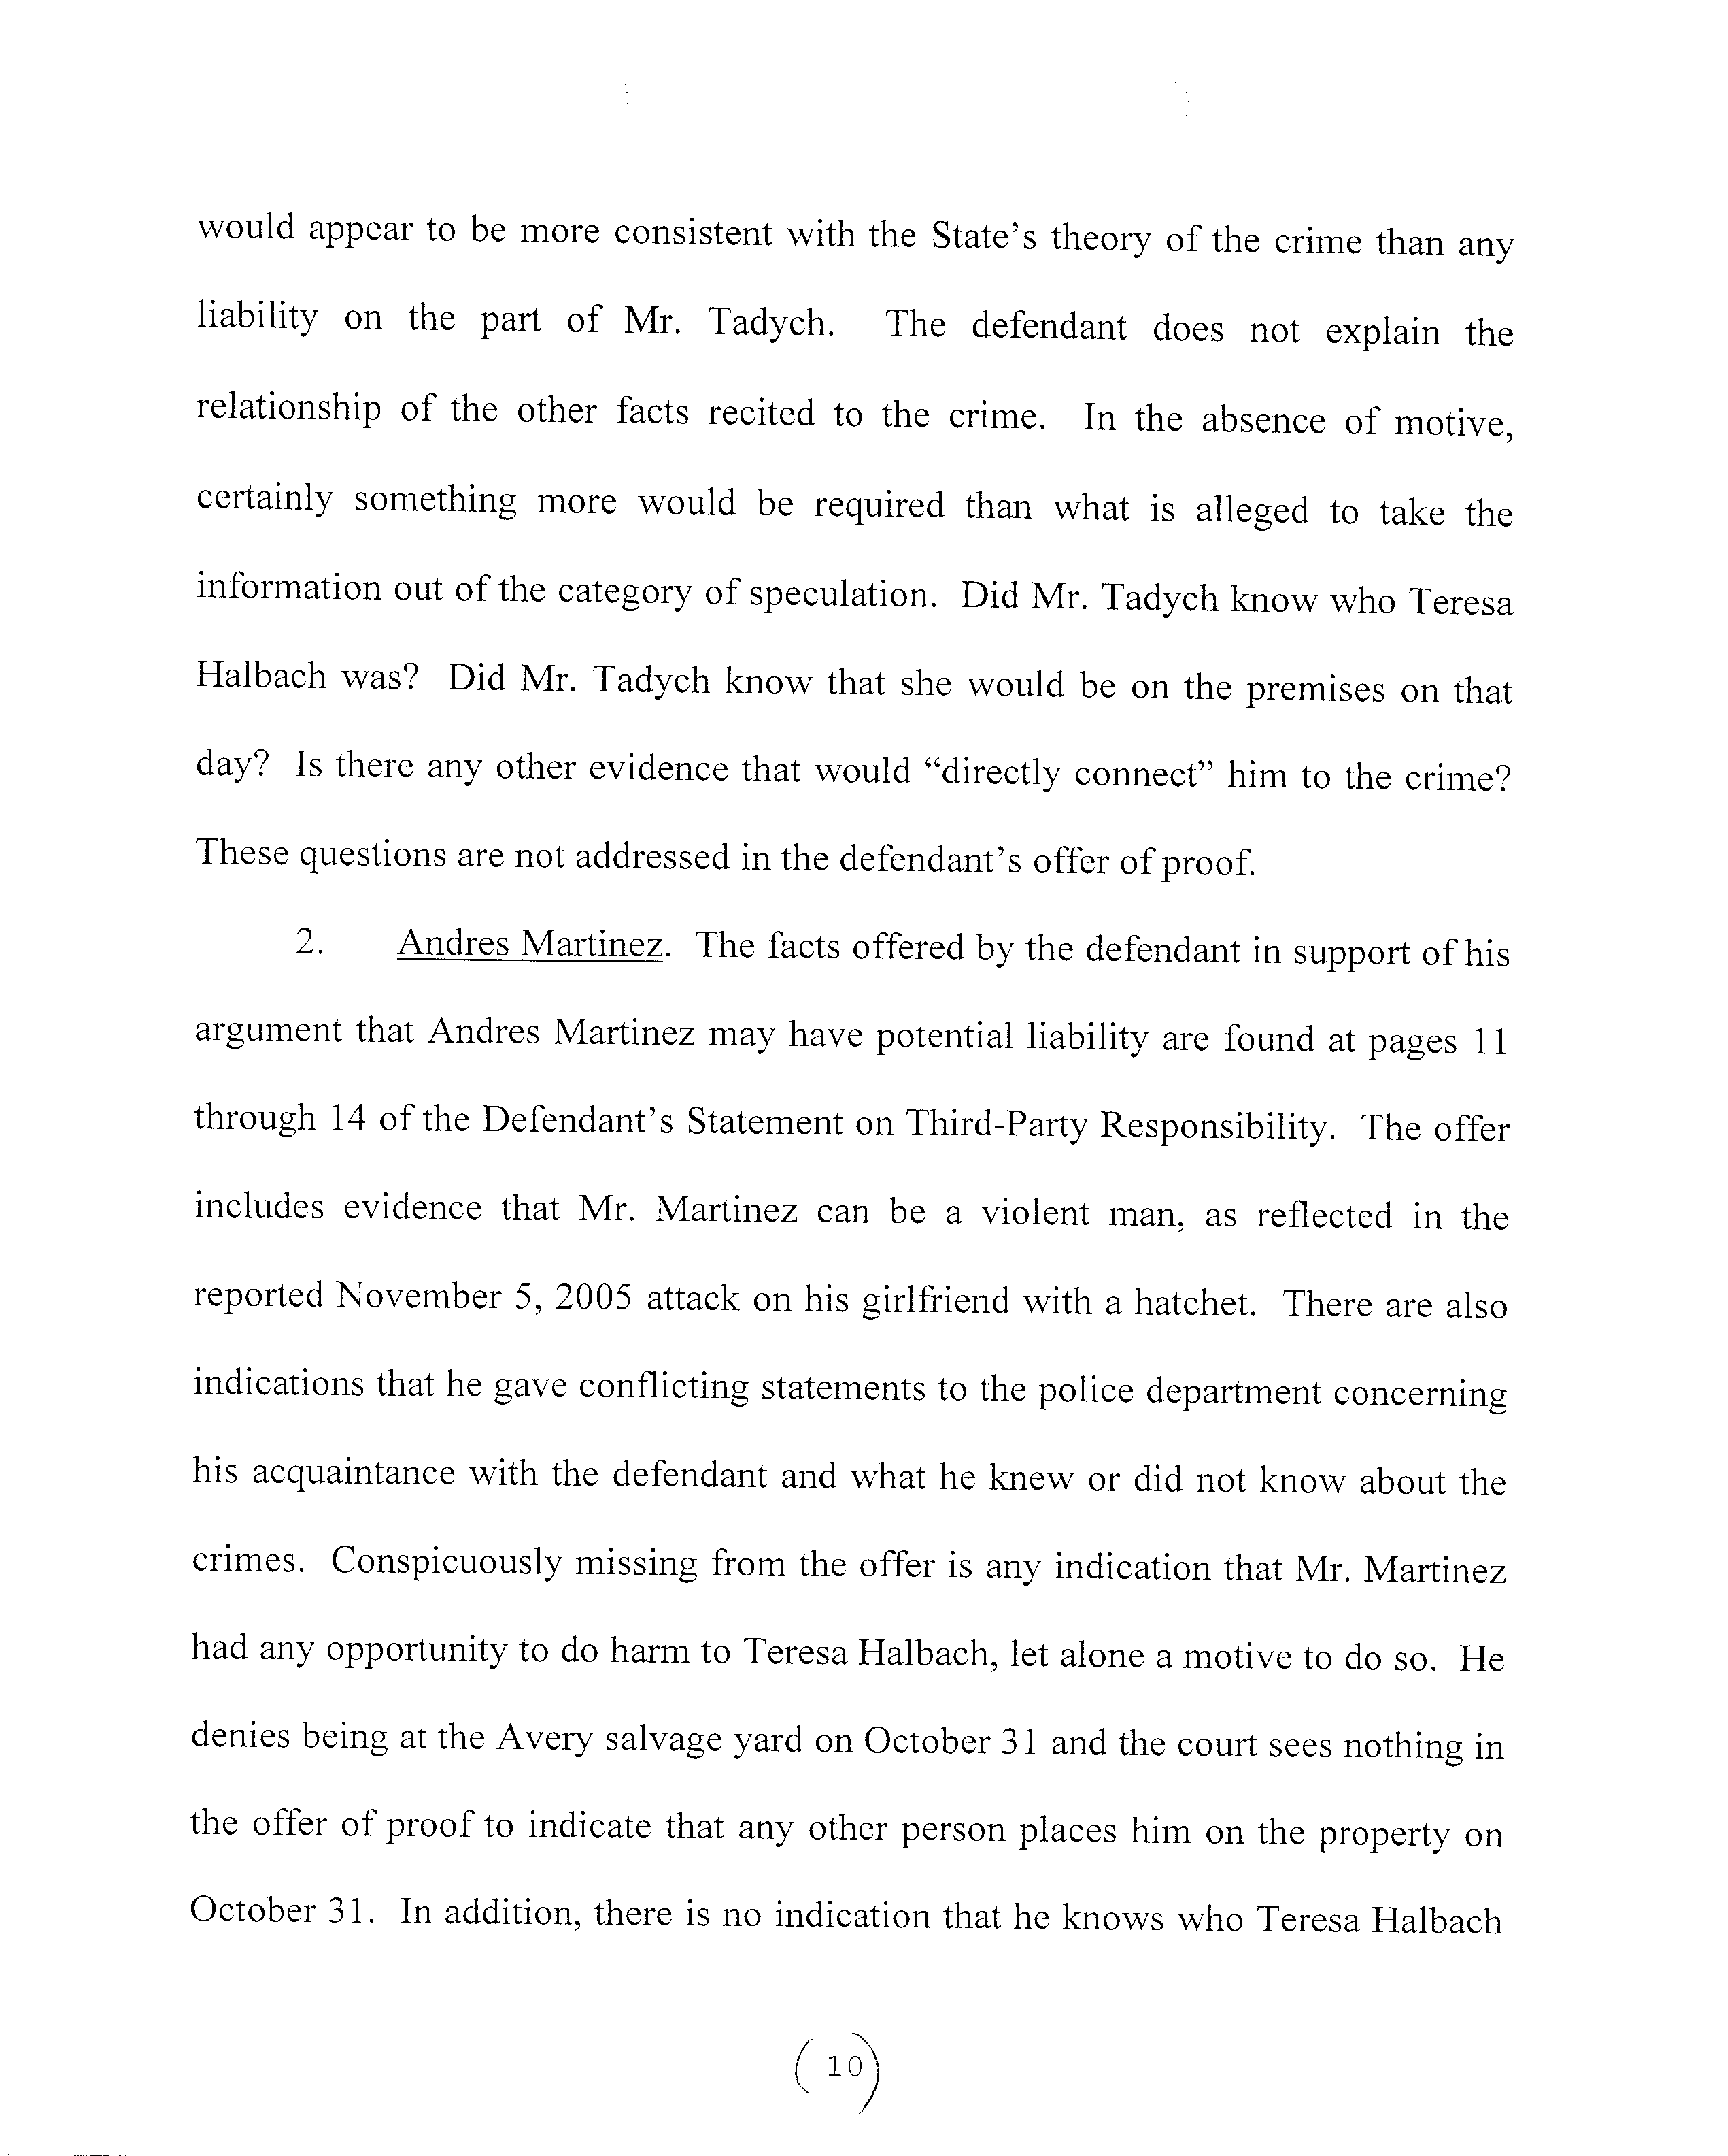 would appear to be more consistent with the State's theory of the crime than any
liability on the part of Mr. Tadych. The defendant does not explain the
relationship of the other facts recited to the crime. In the absence of motive,
certainly something more would be required than what is alleged to take the
information out of the category of speculation. Did Mr. Tadych know who Teresa
Halbach was? Did Mr. Tadych know that she would be on the premises on that
day? Is there any other evidence that would “directly connect” him to the crime?
These questions are not addressed in the defendant's offer of proof.
2. Andres Martinez. The facts offered by the defendant in support of his
argument that Andres Martinez may have potential liability are found at pages 11
through 14 of the Defendant's Statement on Third-Party Responsibility. The offer
includes evidence that Mr. Martinez can be a violent man, as reflected in the
reported November 5, 2005 attack on his girlfriend with a hatchet. There are also
indications that he gave conflicting statements to the police department concerning
his acquaintance with the defendant and what he knew or did not know about the
crimes. Conspicuously missing from the offer is any indication that Mr. Martinez
had any opportunity to do harm to Teresa Halbach, let alone a motive to do so. He
denies being at the Avery salvage yard on October 31 and the court sees nothing in
the offer of proof to indicate that any other person places him on the property on
October 31. In addition, there is no indication that he knows who Teresa Halbach
(10)